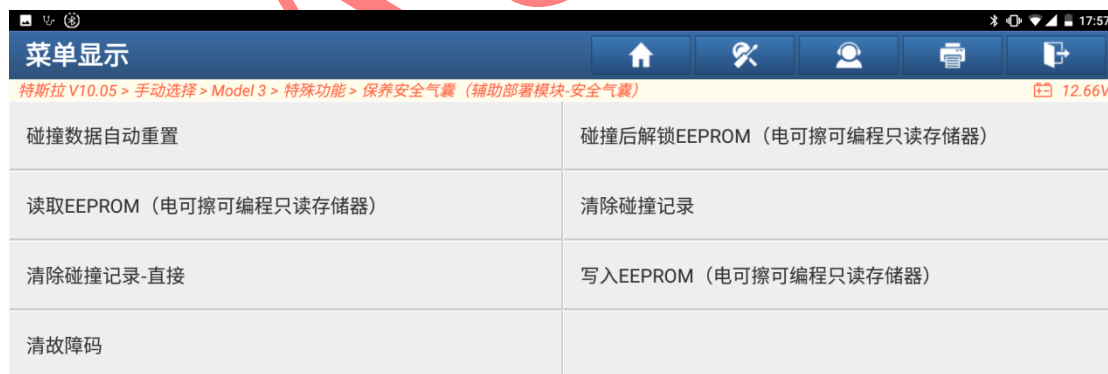 17:57
菜单显示
特斯拉 V10.05 > 手动选择 > Model 3 > 特殊功能 > 保养安全气囊（辅助部署模块-安全气囊）
12.66V
碰撞数据自动重置
碰撞后解锁EEPROM（电可擦可编程只读存储器）
读取EEPROM（电可擦可编程只读存储器）
清除碰撞记录
清除碰撞记录-直接
写入EEPROM（电可擦可编程只读存储器）
清故障码